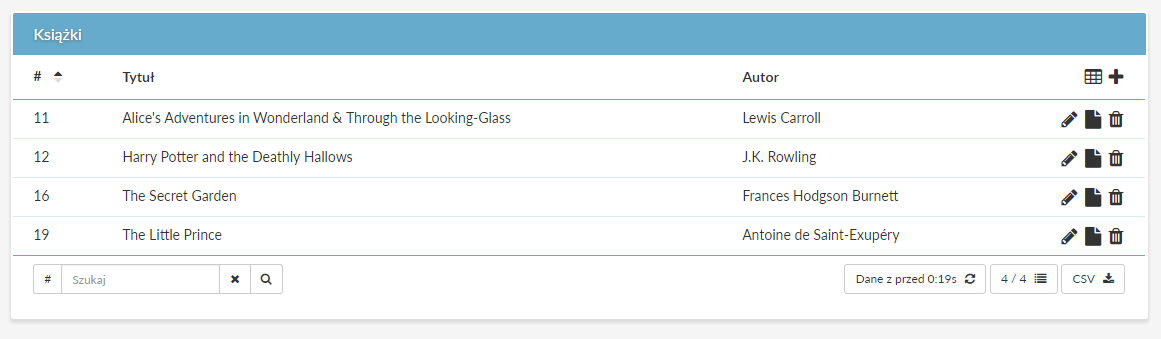 Książki
# Tytuł Autor
11 Alice's Adventures in Wonderland & Through the Looking-Glass Lewis Carroll
12 Harry Potter and the Deathly Hallows J.K. Rowling
16 The Secret Garden Frances Hodgson Burnett
19 The Little Prince Antoine de Saint-Exupéry
# Szukaj Dane z przed 0:19s 4 / 4 CSV